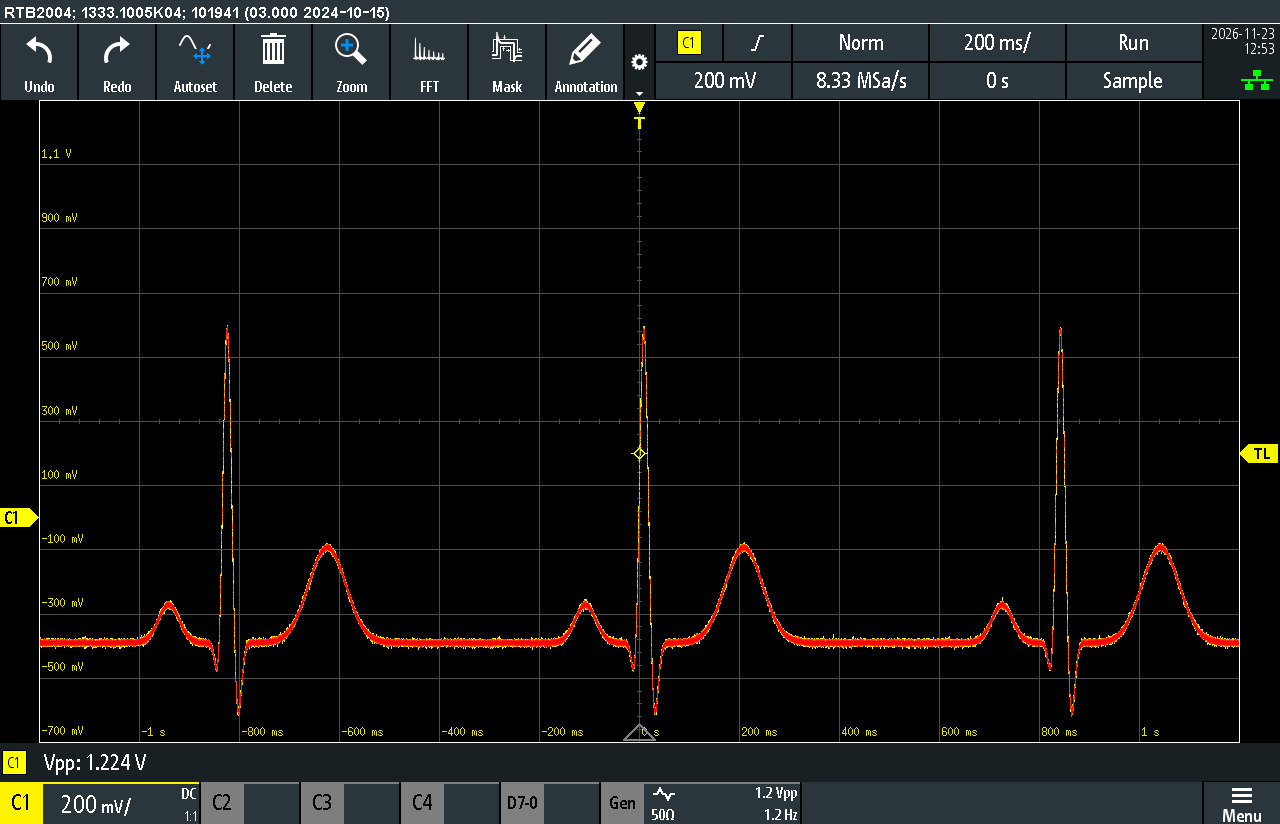 RTB2004; 1333.1005K04; 101941 (03.000 2024-10-15)
Undo
Redo
Autoset
Delete
Zoom
FFT
Mask
Annotation
C1
Norm
200 ms/
Run
2026-11-23
12:53
200 mV
8.33 MSa/s
0 s
Sample
T
1.1 V
900 mV
700 mV
500 mV
300 mV
100 mV
TL
C1
-100 mV
-300 mV
-500 mV
-700 mV
-1 s
-800 ms
-600 ms
-400 ms
-200 ms
0 s
200 ms
400 ms
600 ms
800 ms
1 s
C1
Vpp: 1.224 V
C1
200 mV/
DC
1:1
C2
C3
C4
D7-0
Gen
50Ω
1.2 Vpp
1.2 Hz
Menu